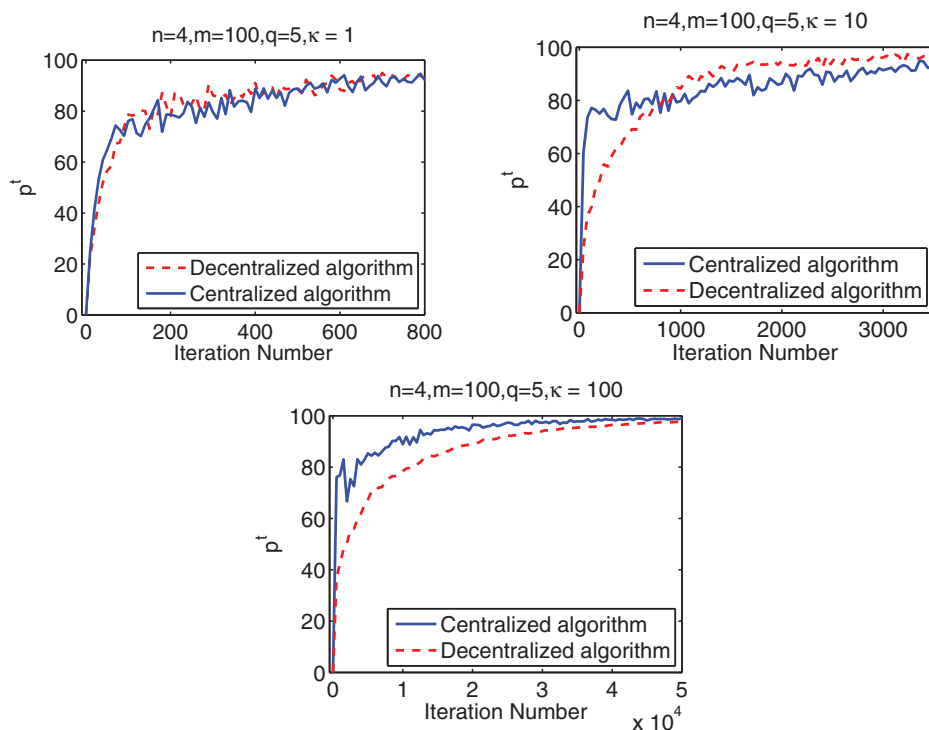 n=4,m=100,q=5,κ = 1
100
80
60
40
20
0
p^t
Decentralized algorithm
Centralized algorithm
0 200 400 600 800
Iteration Number
n=4,m=100,q=5,κ = 10
100
80
60
40
20
0
p^t
Centralized algorithm
Decentralized algorithm
0 1000 2000 3000
Iteration Number
n=4,m=100,q=5,κ = 100
100
80
60
40
20
0
p^t
Centralized algorithm
Decentralized algorithm
0 1 2 3 4 5
Iteration Number
x 10^4